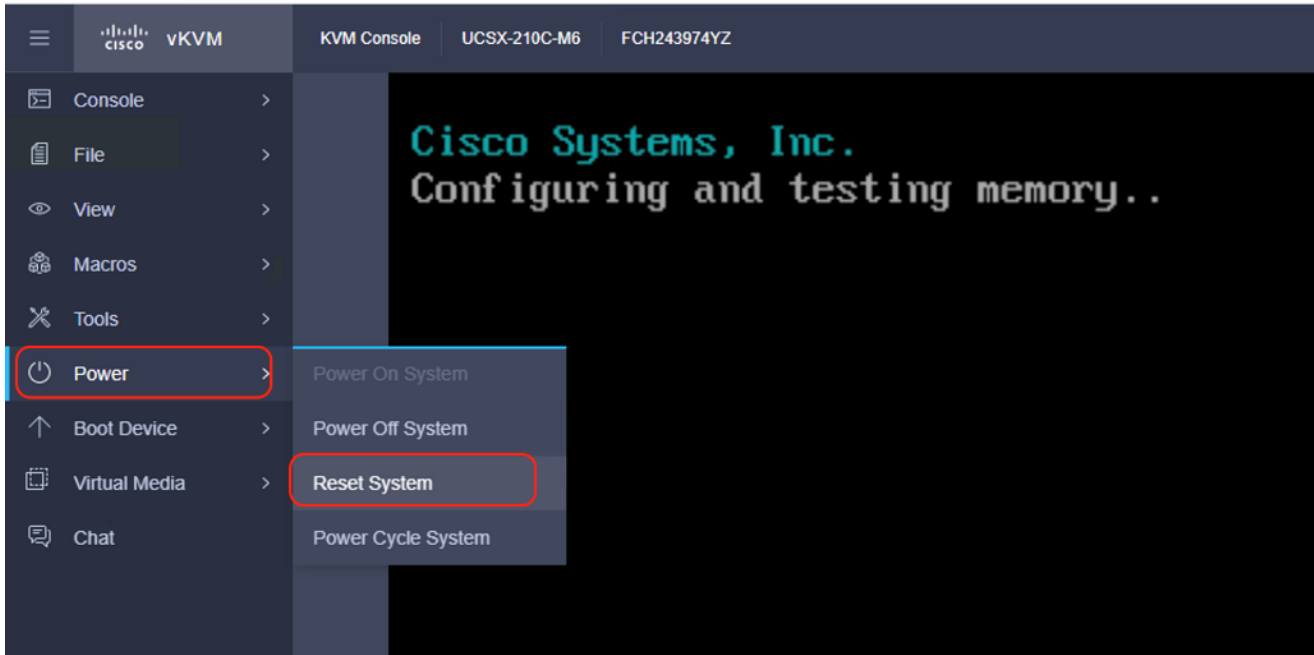 cisco vKVM KVM Console UCSX-210C-M6 FCH243974YZ
Console
File
View
Macros
Tools
Power
Boot Device
Virtual Media
Chat
Power On System
Power Off System
Reset System
Power Cycle System
Cisco Systems, Inc.
Configuring and testing memory..